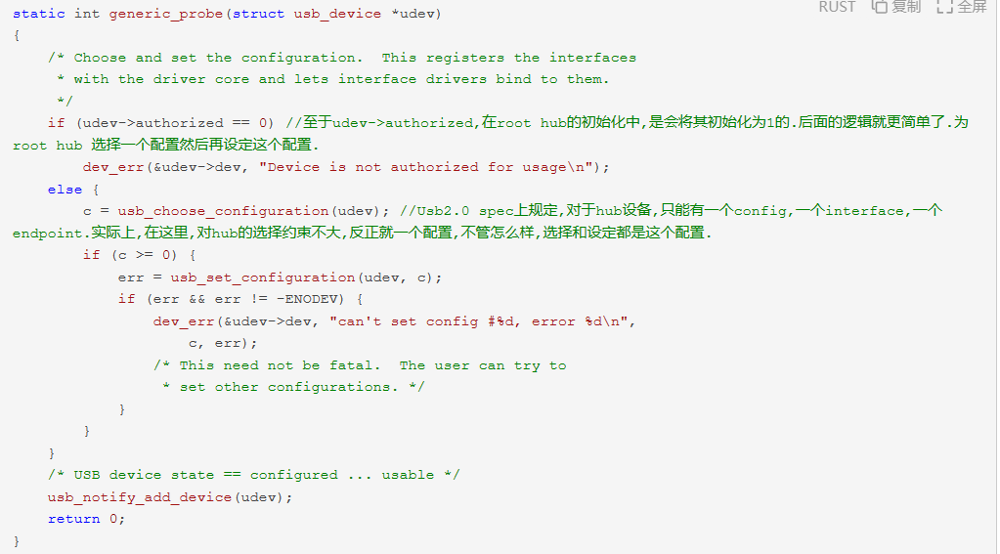 RUST 复制 全屏
static int generic_probe(struct usb_device *udev)
{
    /* Choose and set the configuration.  This registers the interfaces
     * with the driver core and lets interface drivers bind to them.
     */
    if (udev->authorized == 0) //至于udev->authorized,在root hub的初始化中,是会将其初始化为1的.后面的逻辑就更简单了.为
root hub 选择一个配置然后再设定这个配置.
        dev_err(&udev->dev, "Device is not authorized for usage\n");
    else {
        c = usb_choose_configuration(udev); //Usb2.0 spec上规定,对于hub设备,只能有一个config,一个interface,一个
endpoint.实际上,在这里,对hub的选择约束不大,反正就一个配置,不管怎么样,选择和设定都是这个配置.
        if (c >= 0) {
            err = usb_set_configuration(udev, c);
            if (err && err != -ENODEV) {
                dev_err(&udev->dev, "can't set config #%d, error %d\n",
                    c, err);
                /* This need not be fatal.  The user can try to
                 * set other configurations. */
            }
        }
    }
    /* USB device state == configured ... usable */
    usb_notify_add_device(udev);
    return 0;
}